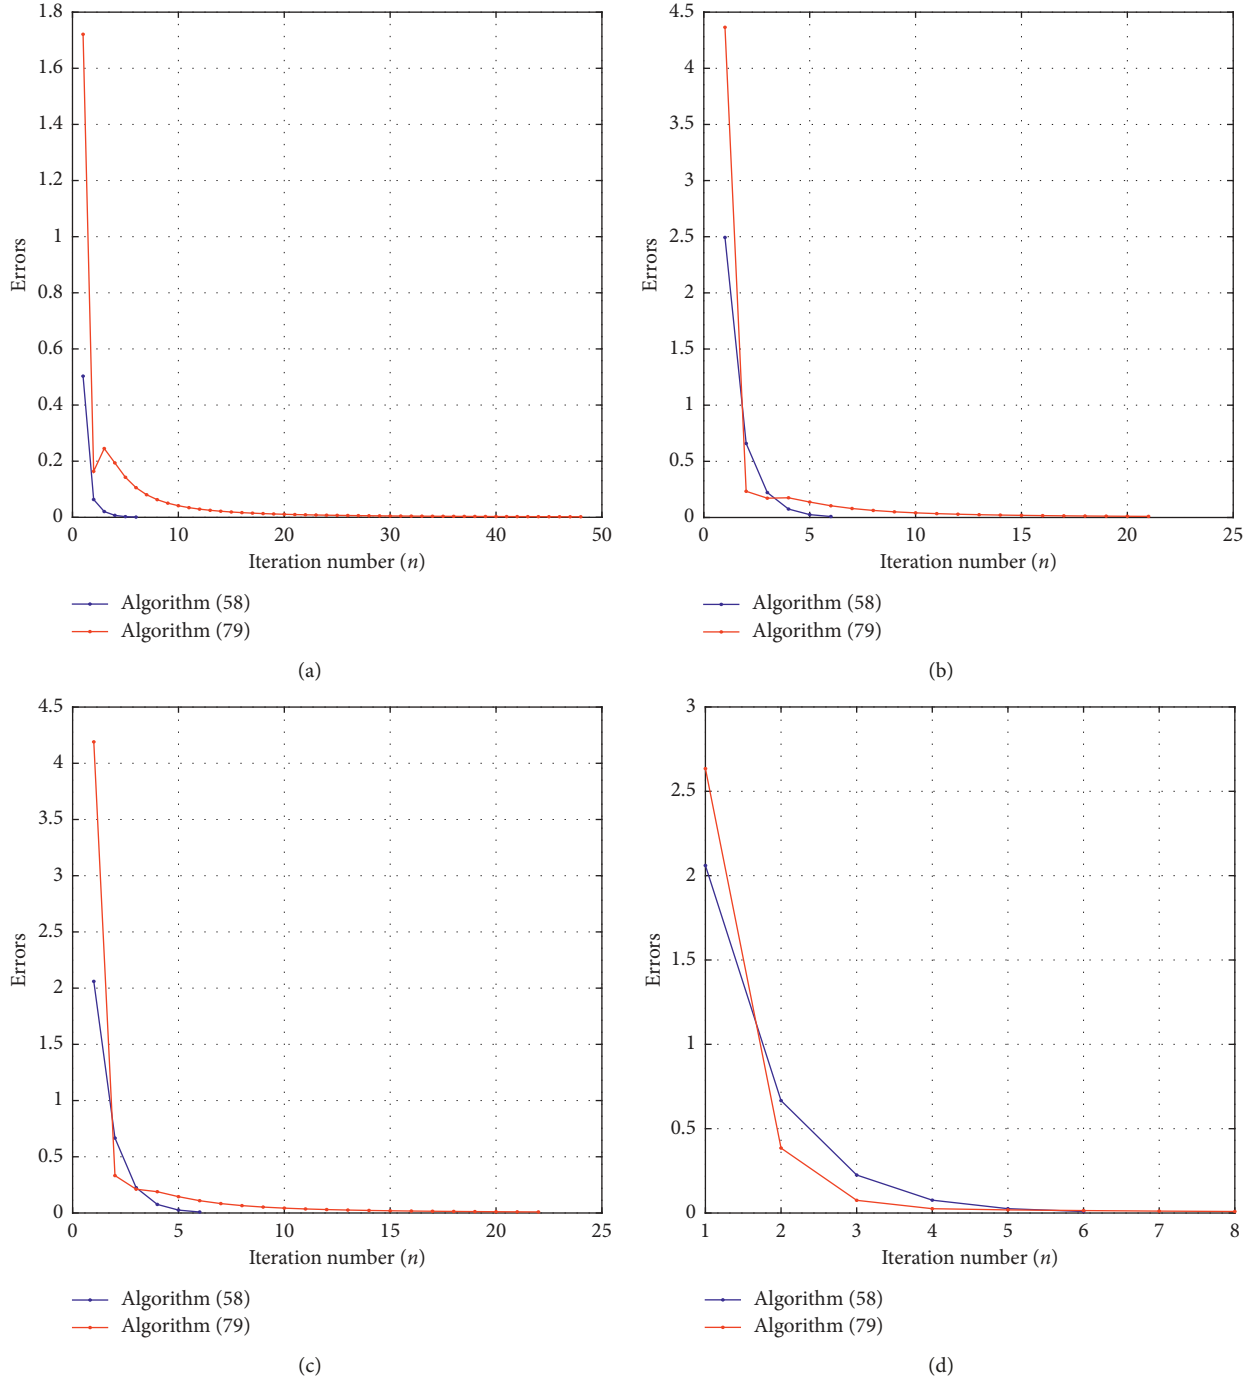 1.8
1.6
1.4
1.2
1
0.8
0.6
0.4
0.2
0
Errors
0 10 20 30 40 50
Iteration number (n)
Algorithm (58)
Algorithm (79)
(a)
4.5
4
3.5
3
2.5
2
1.5
1
0.5
0
Errors
0 5 10 15 20 25
Iteration number (n)
Algorithm (58)
Algorithm (79)
(b)
4.5
4
3.5
3
2.5
2
1.5
1
0.5
0
Errors
0 5 10 15 20 25
Iteration number (n)
Algorithm (58)
Algorithm (79)
(c)
3
2.5
2
1.5
1
0.5
0
Errors
1 2 3 4 5 6 7 8
Iteration number (n)
Algorithm (58)
Algorithm (79)
(d)